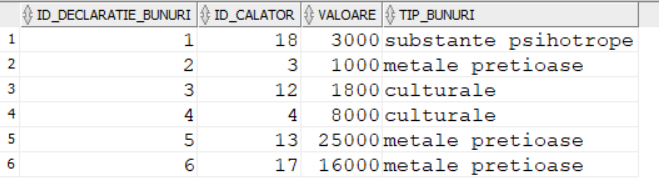 ID_DECLARATIE_BUNURI ID_CALATOR VALOARE TIP_BUNURI
1 1 18 3000 substante psihotrope
2 2 3 1000 metale pretioase
3 3 12 1800 culturale
4 4 4 8000 culturale
5 5 13 25000 metale pretioase
6 6 17 16000 metale pretioase